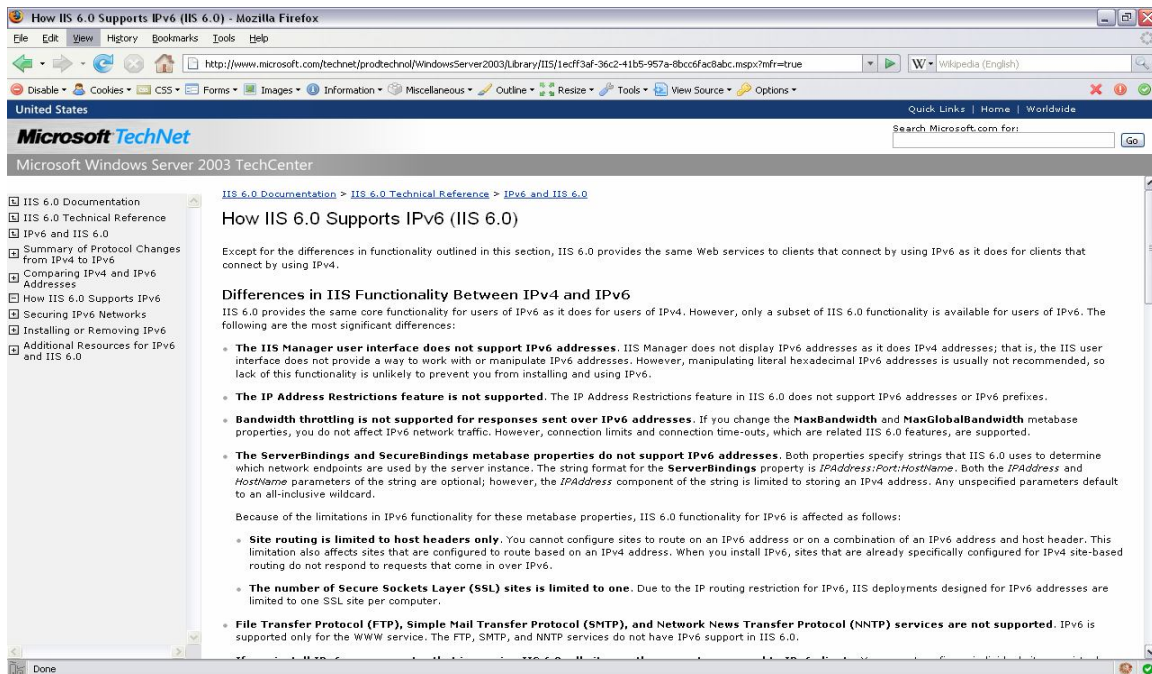 How IIS 6.0 Supports IPv6 (IIS 6.0) - Mozilla Firefox
File Edit View History Bookmarks Tools Help
http://www.microsoft.com/technet/prodtechnol/WindowsServer2003/Library/IIS/1ecff3af-36c2-41b5-957a-8bcc6fac8abc.mspx?mfr=true
W Wikipedia (English)
Disable Cookies CSS Forms Images Information Miscellaneous Outline Resize Tools View Source Options
United States
Quick Links | Home | Worldwide
Microsoft TechNet
Search Microsoft.com for:
Go
Microsoft Windows Server 2003 TechCenter
IIS 6.0 Documentation
IIS 6.0 Technical Reference
IPv6 and IIS 6.0
Summary of Protocol Changes
from IPv4 to IPv6
Comparing IPv4 and IPv6
Addresses
How IIS 6.0 Supports IPv6
Securing IPv6 Networks
Installing or Removing IPv6
Additional Resources for IPv6
and IIS 6.0
IIS 6.0 Documentation > IIS 6.0 Technical Reference > IPv6 and IIS 6.0
How IIS 6.0 Supports IPv6 (IIS 6.0)
Except for the differences in functionality outlined in this section, IIS 6.0 provides the same Web services to clients that connect by using IPv6 as it does for clients that
connect by using IPv4.
Differences in IIS Functionality Between IPv4 and IPv6
IIS 6.0 provides the same core functionality for users of IPv6 as it does for users of IPv4. However, only a subset of IIS 6.0 functionality is available for users of IPv6. The
following are the most significant differences:
The IIS Manager user interface does not support IPv6 addresses. IIS Manager does not display IPv6 addresses as it does IPv4 addresses; that is, the IIS user
interface does not provide a way to work with or manipulate IPv6 addresses. However, manipulating literal hexadecimal IPv6 addresses is usually not recommended, so
lack of this functionality is unlikely to prevent you from installing and using IPv6.
The IP Address Restrictions feature is not supported. The IP Address Restrictions feature in IIS 6.0 does not support IPv6 addresses or IPv6 prefixes.
Bandwidth throttling is not supported for responses sent over IPv6 addresses. If you change the MaxBandwidth and MaxGlobalBandwidth metabase
properties, you do not affect IPv6 network traffic. However, connection limits and connection time-outs, which are related IIS 6.0 features, are supported.
The ServerBindings and SecureBindings metabase properties do not support IPv6 addresses. Both properties specify strings that IIS 6.0 uses to determine
which network endpoints are used by the server instance. The string format for the ServerBindings property is IPAddress:Port:HostName. Both the IPAddress and
HostName parameters of the string are optional; however, the IPAddress component of the string is limited to storing an IPv4 address. Any unspecified parameters default
to an all-inclusive wildcard.
Because of the limitations in IPv6 functionality for these metabase properties, IIS 6.0 functionality for IPv6 is affected as follows:
Site routing is limited to host headers only. You cannot configure sites to route on an IPv6 address or on a combination of an IPv6 address and host header. This
limitation also affects sites that are configured to route based on an IPv4 address. When you install IPv6, sites that are already specifically configured for IPv4 site-based
routing do not respond to requests that come in over IPv6.
The number of Secure Sockets Layer (SSL) sites is limited to one. Due to the IP routing restriction for IPv6, IIS deployments designed for IPv6 addresses are
limited to one SSL site per computer.
File Transfer Protocol (FTP), Simple Mail Transfer Protocol (SMTP), and Network News Transfer Protocol (NNTP) services are not supported. IPv6 is
supported only for the WWW service. The FTP, SMTP, and NNTP services do not have IPv6 support in IIS 6.0.
Done